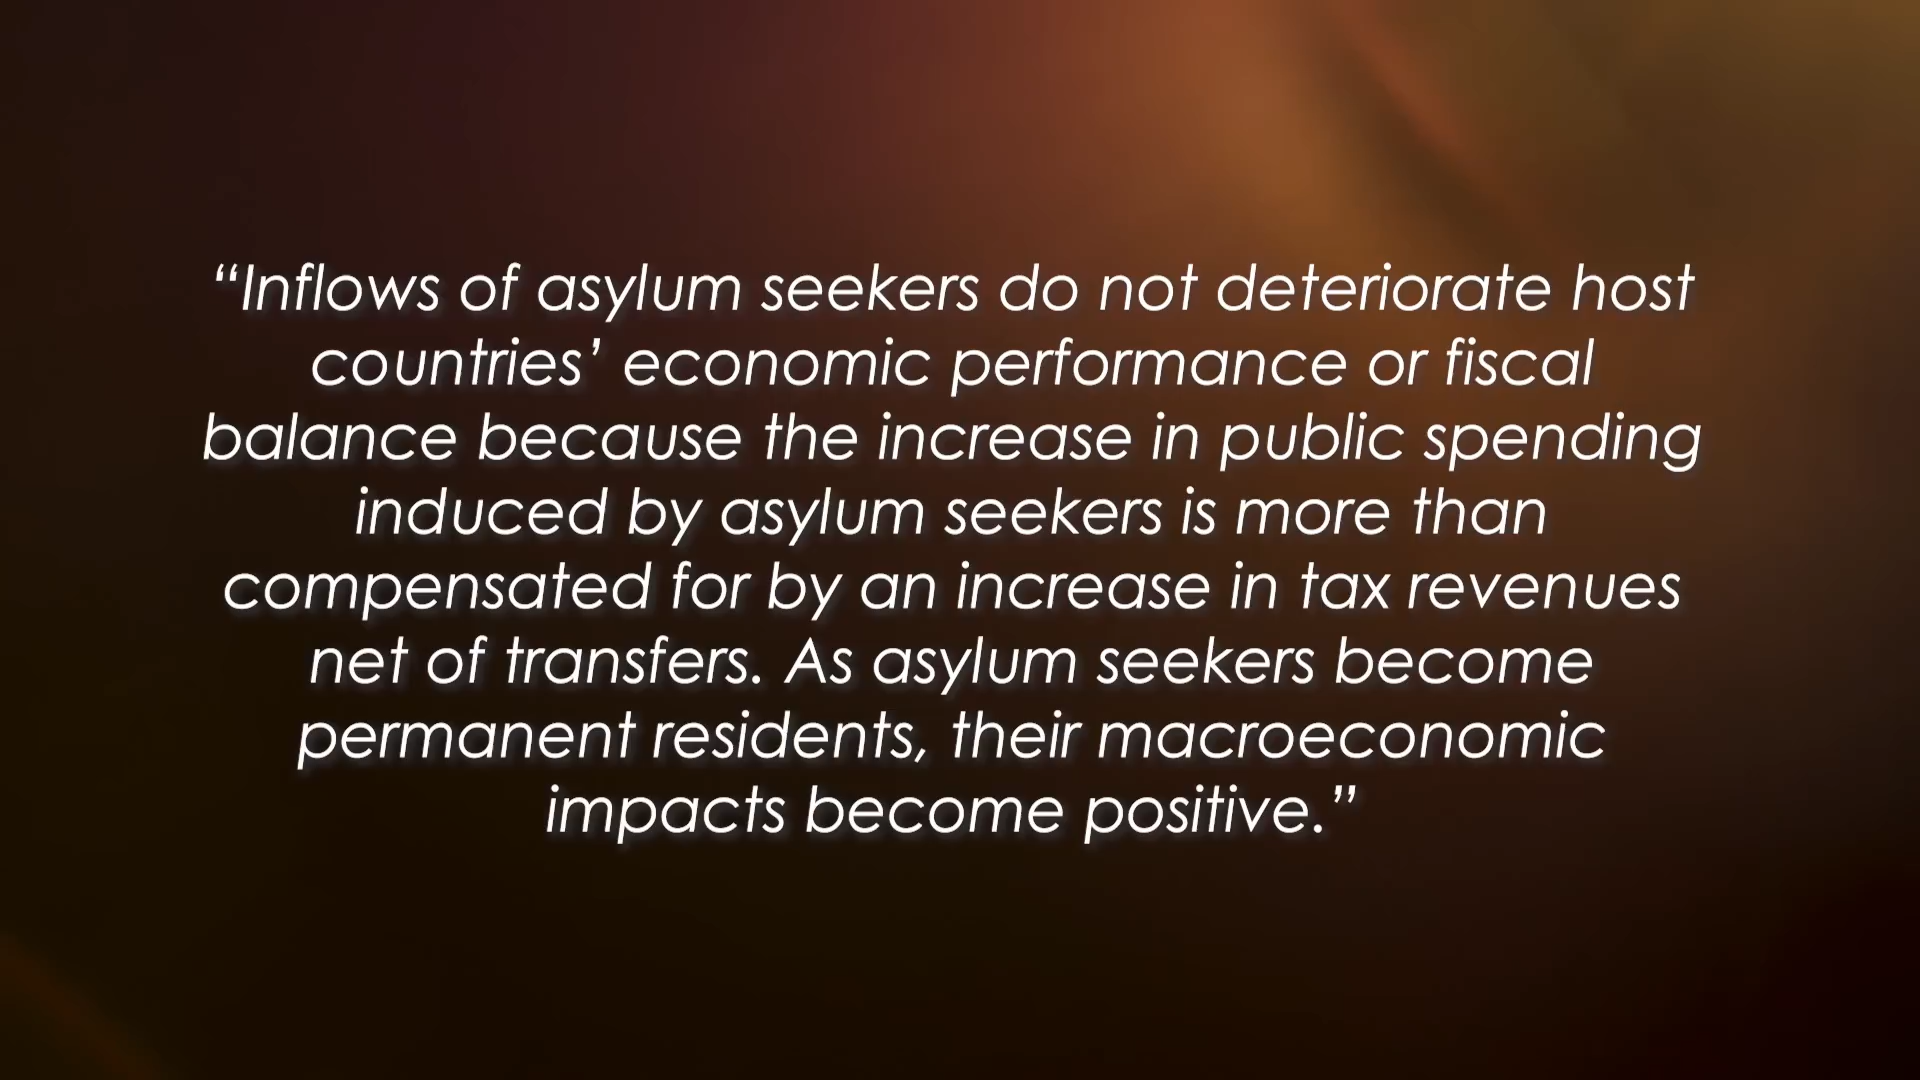 “Inflows of asylum seekers do not deteriorate host
countries’ economic performance or fiscal
balance because the increase in public spending
induced by asylum seekers is more than
compensated for by an increase in tax revenues
net of transfers. As asylum seekers become
permanent residents, their macroeconomic
impacts become positive.”